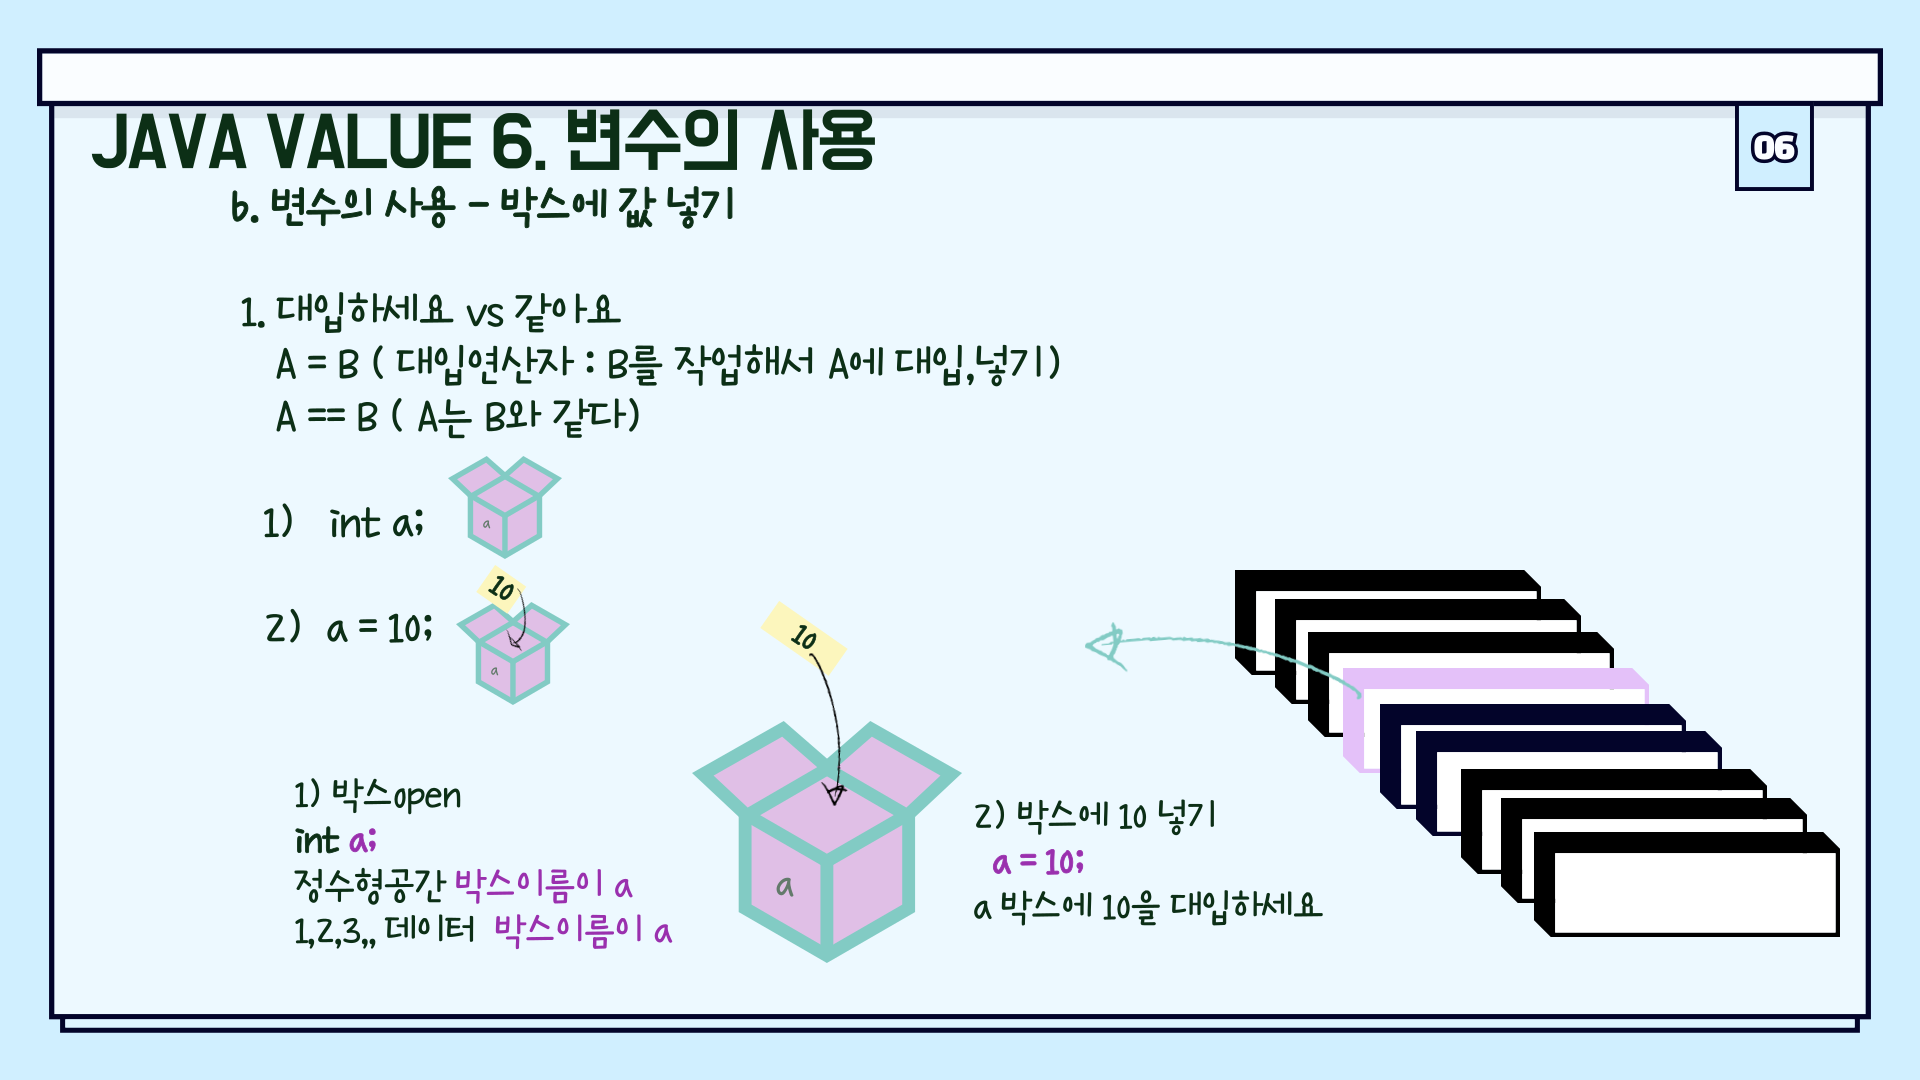 JAVA VALUE 6. 변수의 사용
06
b. 변수의 사용 - 박스에 값 넣기
1. 대입하세요 vs 같아요
A = B ( 대입연산자 : B를 작업해서 A에 대입,넣기)
A == B ( A는 B와 같다)
1) int a;
a
10
2) a = 10;
a
10
a
1) 박스open
int a;
정수형공간 박스이름이 a
1,2,3,, 데이터 박스이름이 a
2) 박스에 10 넣기
a = 10;
a 박스에 10을 대입하세요